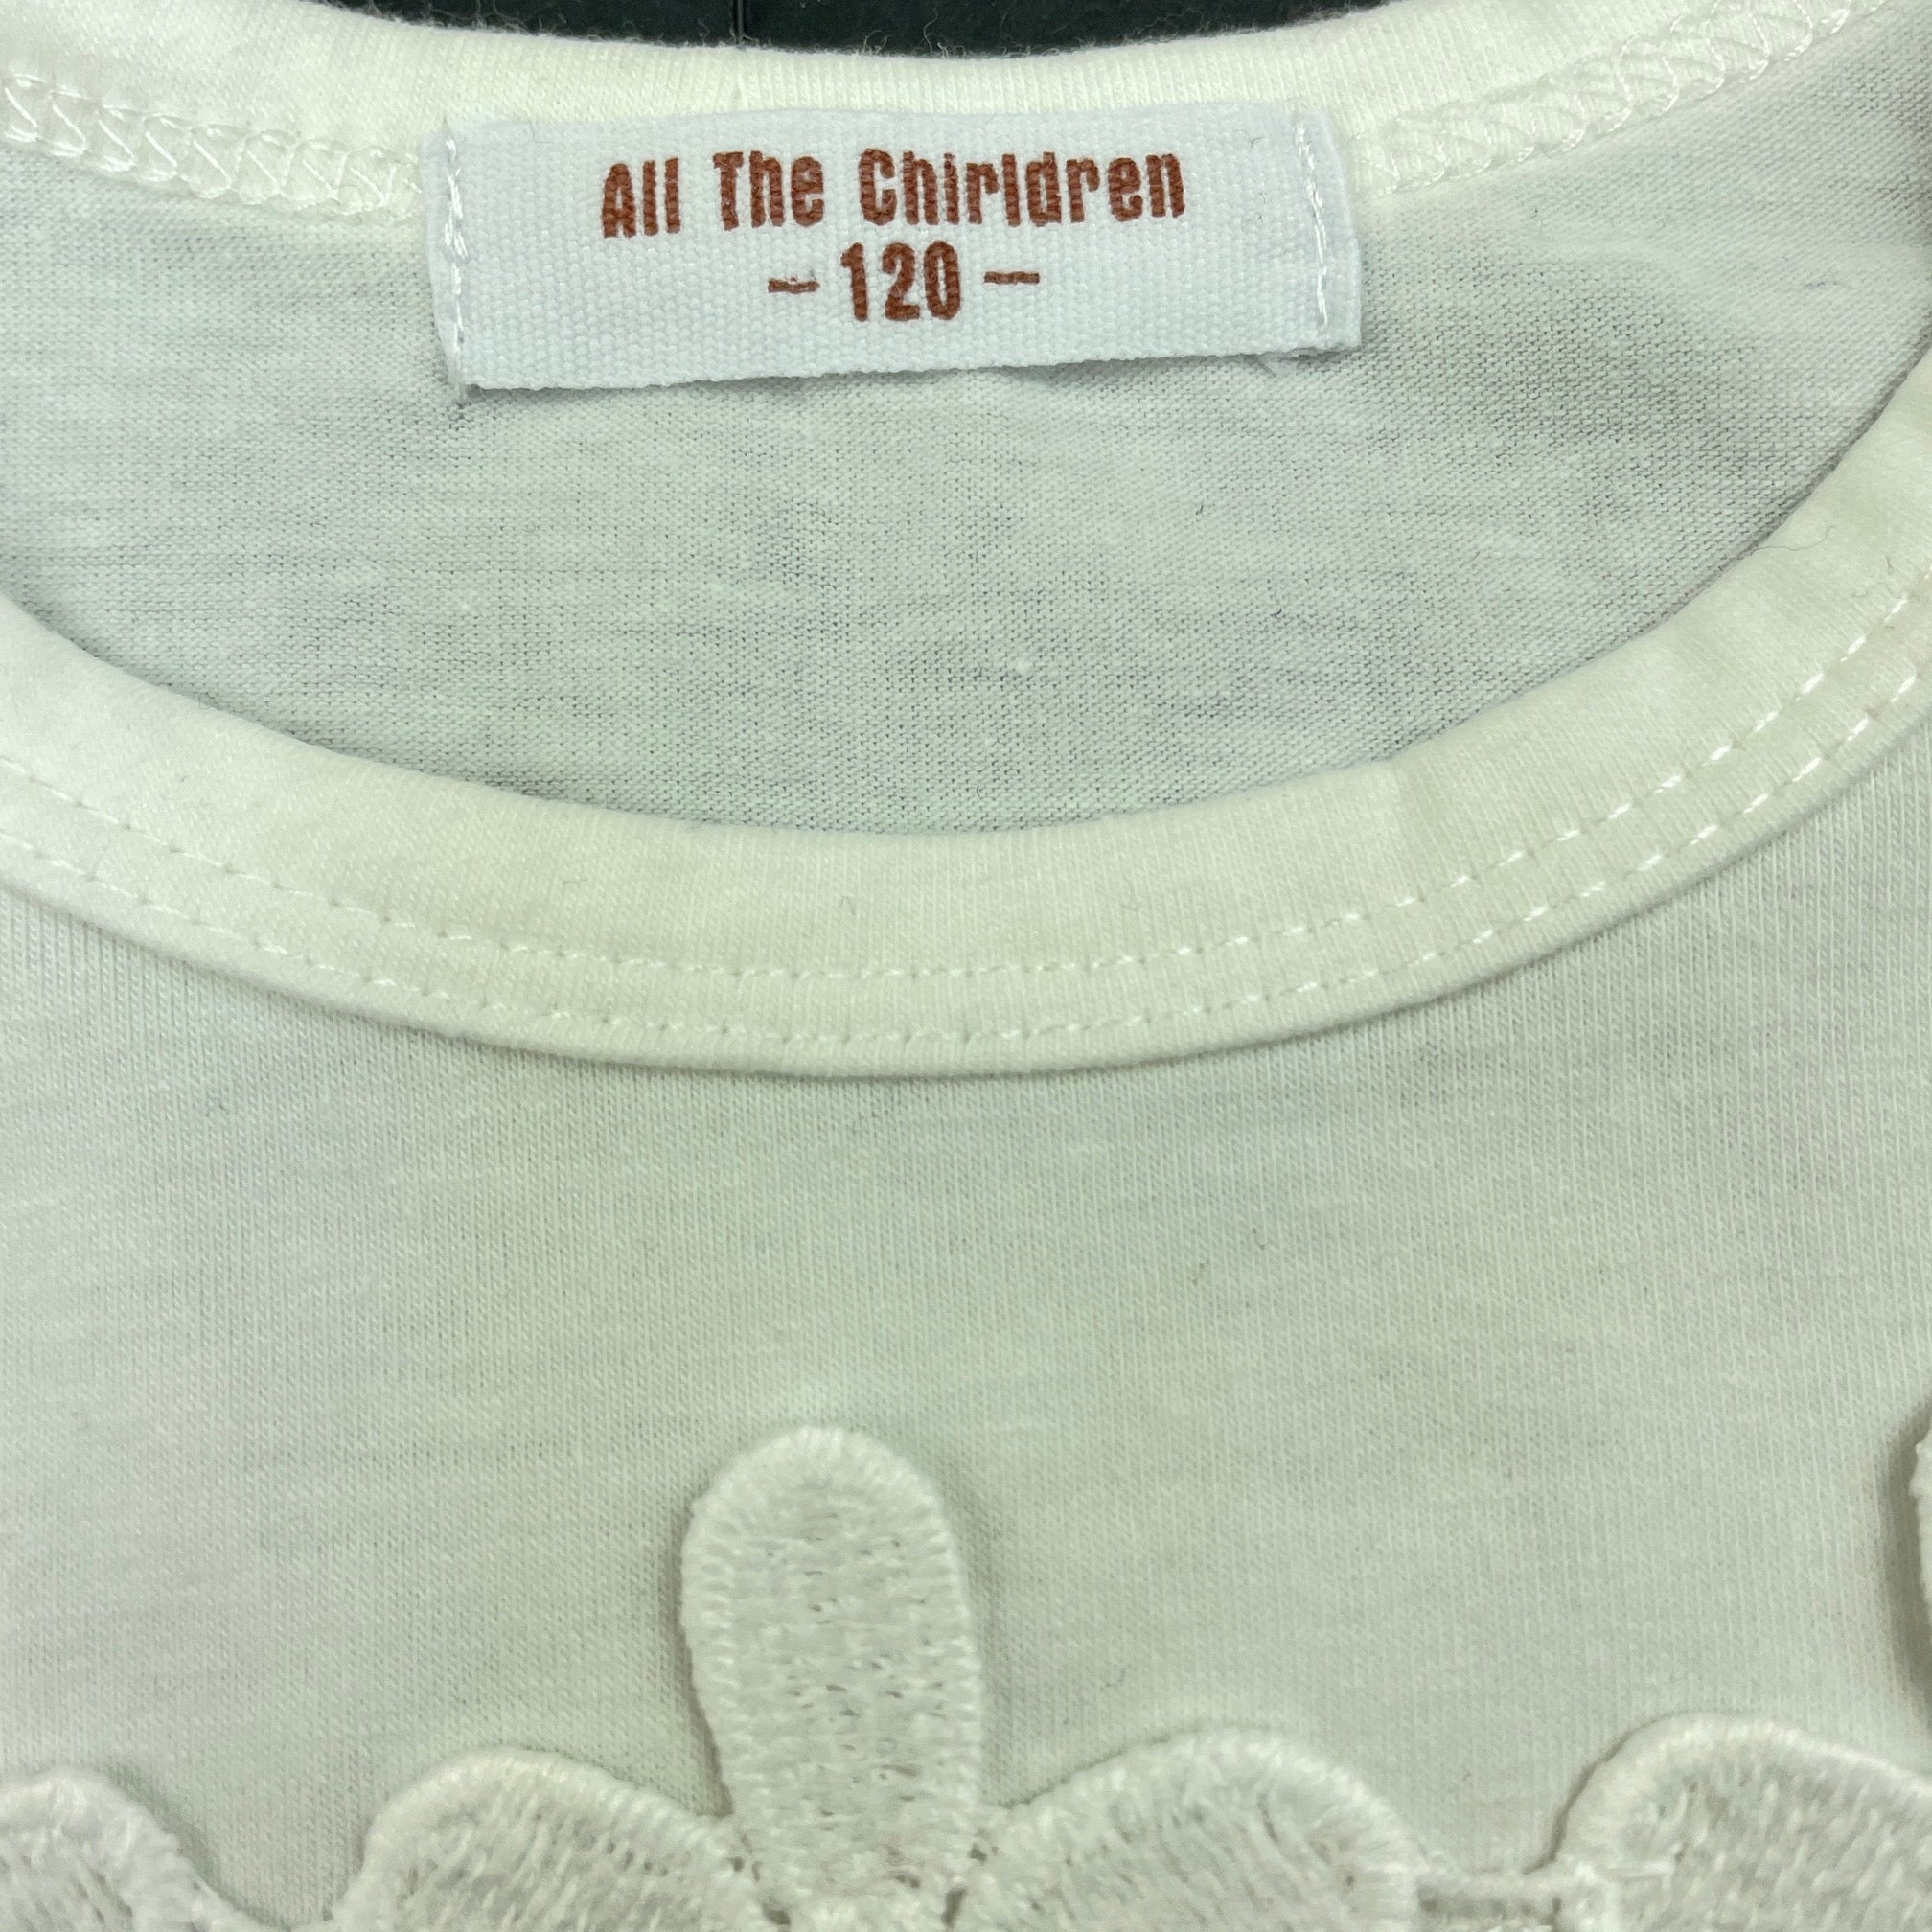 All The Chirldren
- 120 -